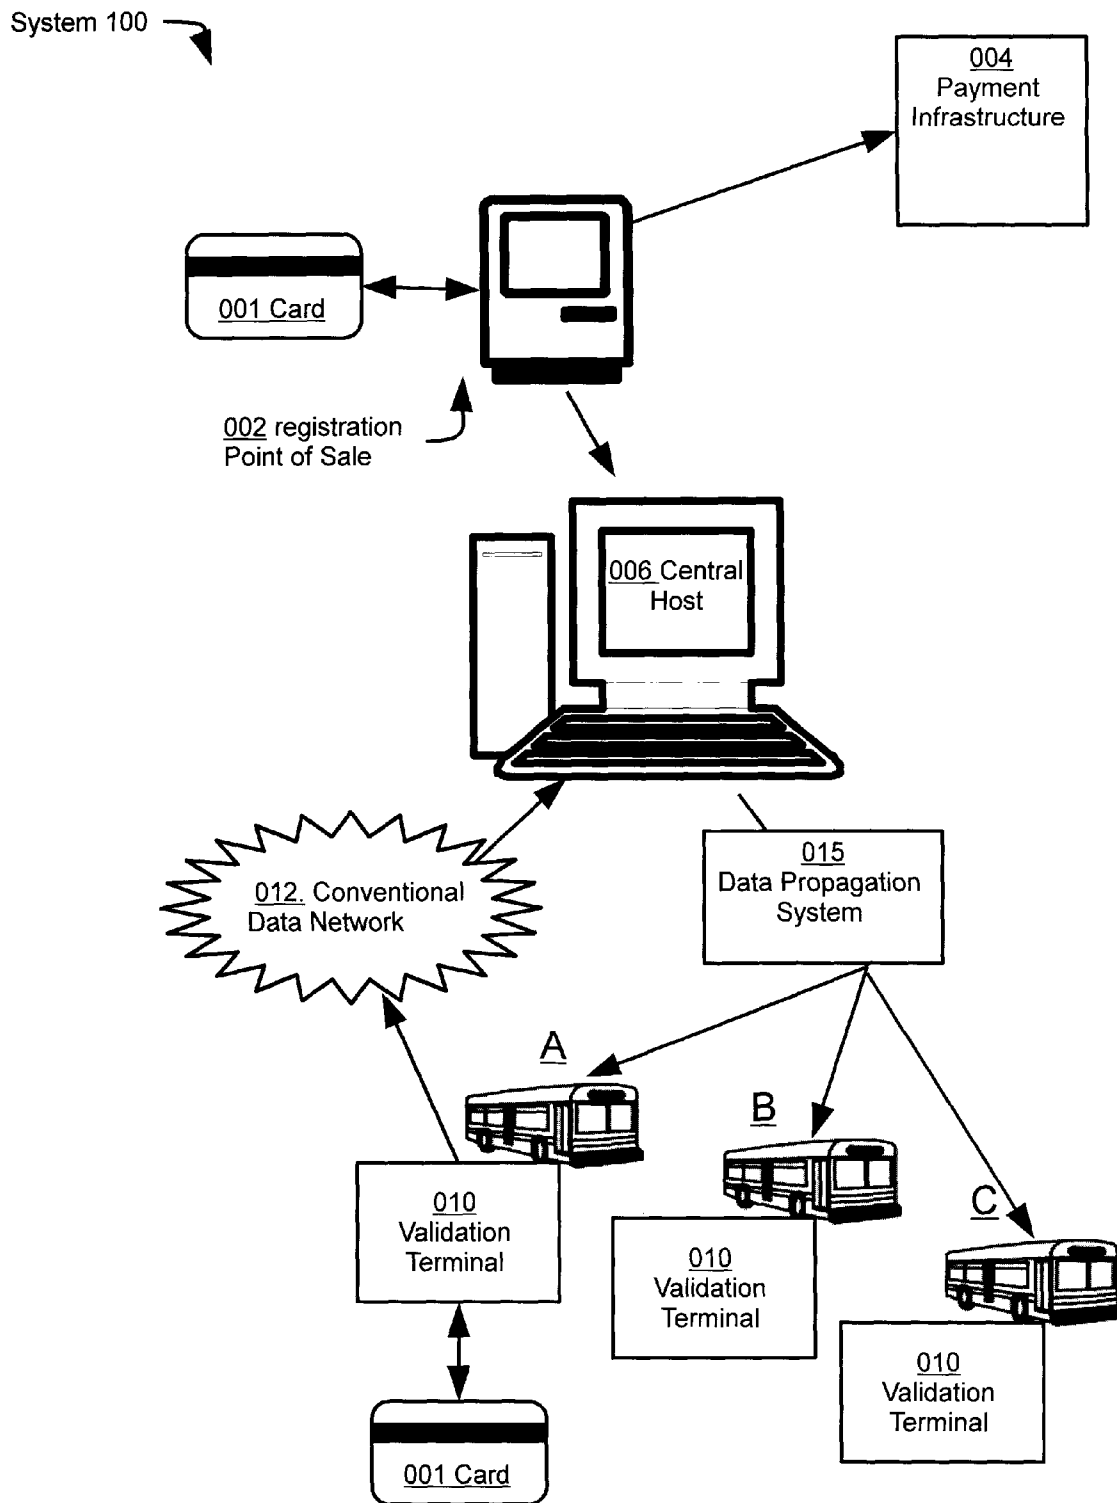 System 100
004
Payment
Infrastructure
001 Card
002 registration
Point of Sale
006 Central
Host
012. Conventional
Data Network
015
Data Propagation
System
A
B
C
010
Validation
Terminal
010
Validation
Terminal
010
Validation
Terminal
001 Card